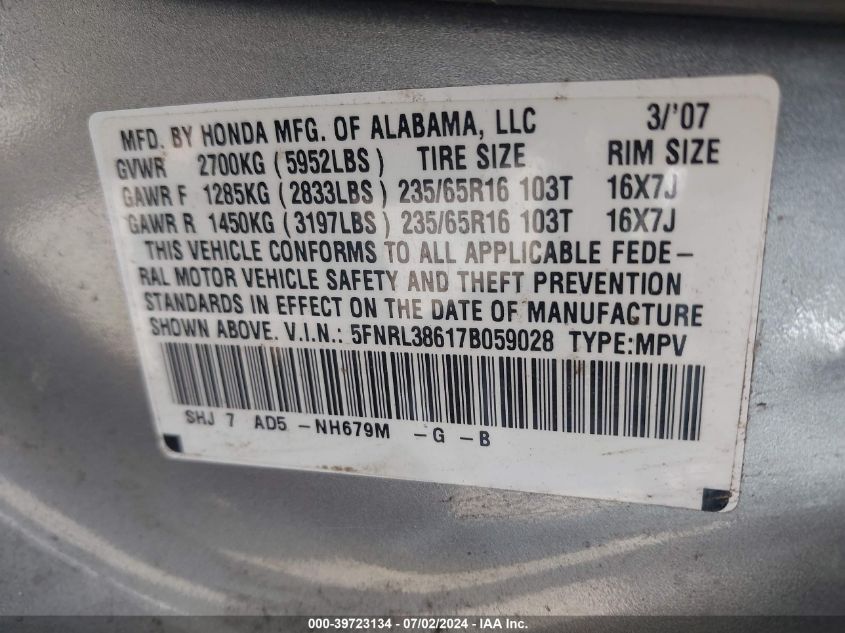 MFD. BY HONDA MFG. OF ALABAMA, LLC 3/'07
GVWR 2700KG (5952LBS) TIRE SIZE RIM SIZE
GAWR F 1285KG (2833LBS) 235/65R16 103T 16X7J
GAWR R 1450KG (3197LBS) 235/65R16 103T 16X7J
THIS VEHICLE CONFORMS TO ALL APPLICABLE FEDE-
RAL MOTOR VEHICLE SAFETY AND THEFT PREVENTION
STANDARDS IN EFFECT ON THE DATE OF MANUFACTURE
SHOWN ABOVE. V.I.N.: 5FNRL38617B059028 TYPE:MPV
SHJ 7 AD5 -NH679M -G -B
000-39723134 - 07/02/2024 - IAA, Inc.